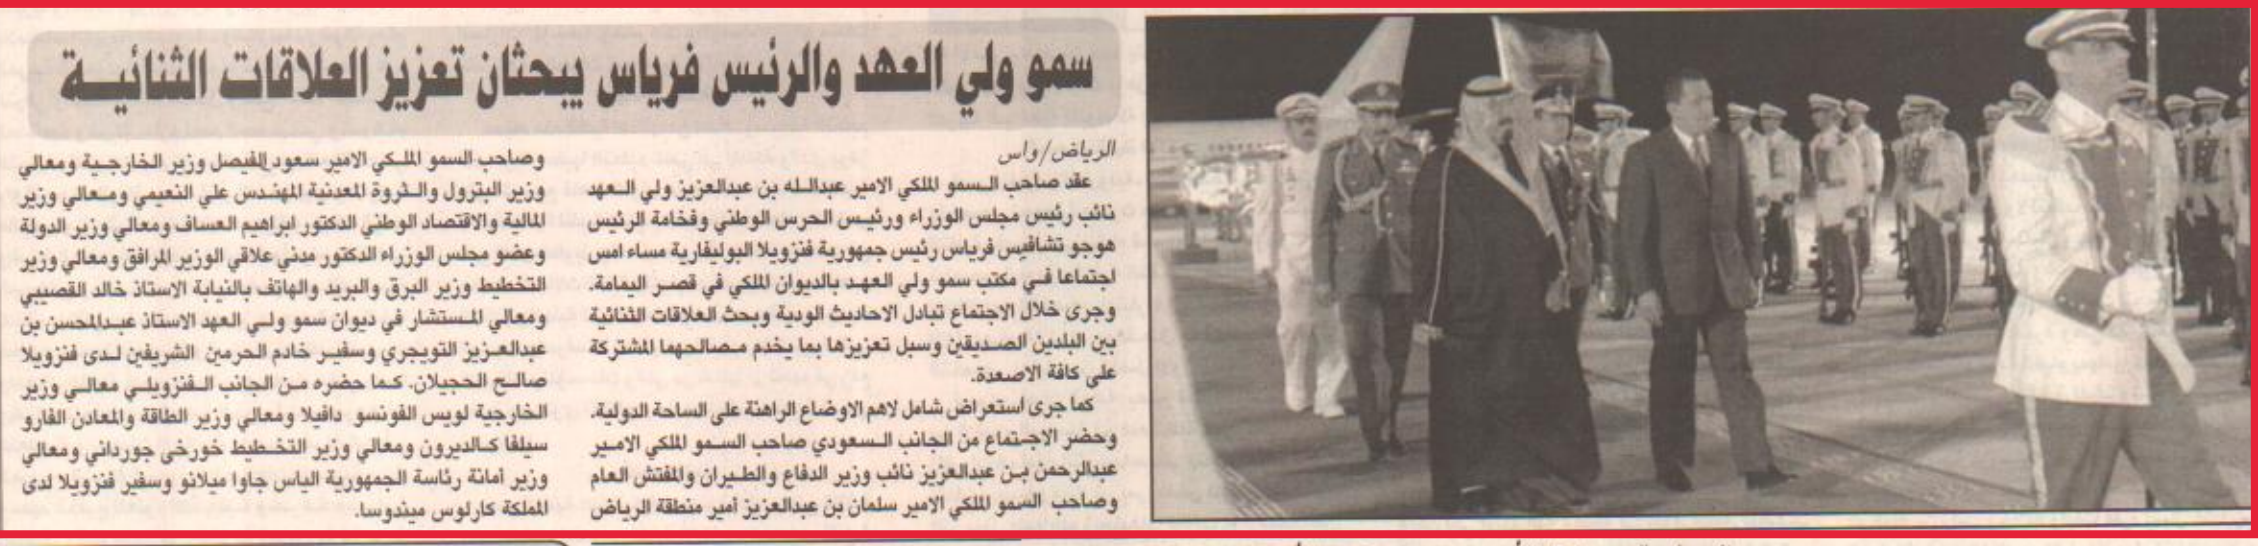 سمو ولي العهد والرئيس فرياس يبحثان تعزيز العلاقات الثنائيـــة
الرياض/واس
عقد صاحب السمو الملكي الامير عبدالله بن عبدالعزيز ولي العهد
نائب رئيس مجلس الوزراء ورئيس الحرس الوطني وفخامة الرئيس
هوجو تشافيس فرياس رئيس جمهورية فنزويلا البوليفارية مساء امس
اجتماعا في مكتب سمو ولي العهد بالديوان الملكي في قصر اليمامة.
وجرى خلال الاجتماع تبادل الاحاديث الودية وبحث العلاقات الثنائية
بين البلدين الصديقين وسبل تعزيزها بما يخدم مصالحهما المشتركة
على كافة الاصعدة.
كما جرى استعراض شامل لاهم الاوضاع الراهنة على الساحة الدولية.
وحضر الاجتماع من الجانب السعودي صاحب السمو الملكي الامير
عبدالرحمن بن عبدالعزيز نائب وزير الدفاع والطيران والمفتش العام
وصاحب السمو الملكي الامير سلمان بن عبدالعزيز أمير منطقة الرياض
وصاحب السمو الملكي الامير سعود الفيصل وزير الخارجية ومعالي
وزير البترول والثروة المعدنية المهندس علي النعيمي ومعالي وزير
المالية والاقتصاد الوطني الدكتور ابراهيم العساف ومعالي وزير الدولة
وعضو مجلس الوزراء الدكتور مدني علاقي الوزير المرافق ومعالي وزير
التخطيط وزير البرق والبريد والهاتف بالنيابة الاستاذ خالد القصيبي
ومعالي المستشار في ديوان سمو ولي العهد الاستاذ عبدالمحسن بن
عبدالعزيز التويجري وسفير خادم الحرمين الشريفين لدى فنزويلا
صالح الحجيلان. كما حضره من الجانب الفنزويلي معالي وزير
الخارجية لويس الفونسو دافيلا ومعالي وزير الطاقة والمعادن الفارو
سيلفا كالديرون ومعالي وزير التخطيط خورخى جورداني ومعالي
وزير أمانة رئاسة الجمهورية الياس جاوا ميلانو وسفير فنزويلا لدى
المملكة كارلوس ميندوسا.